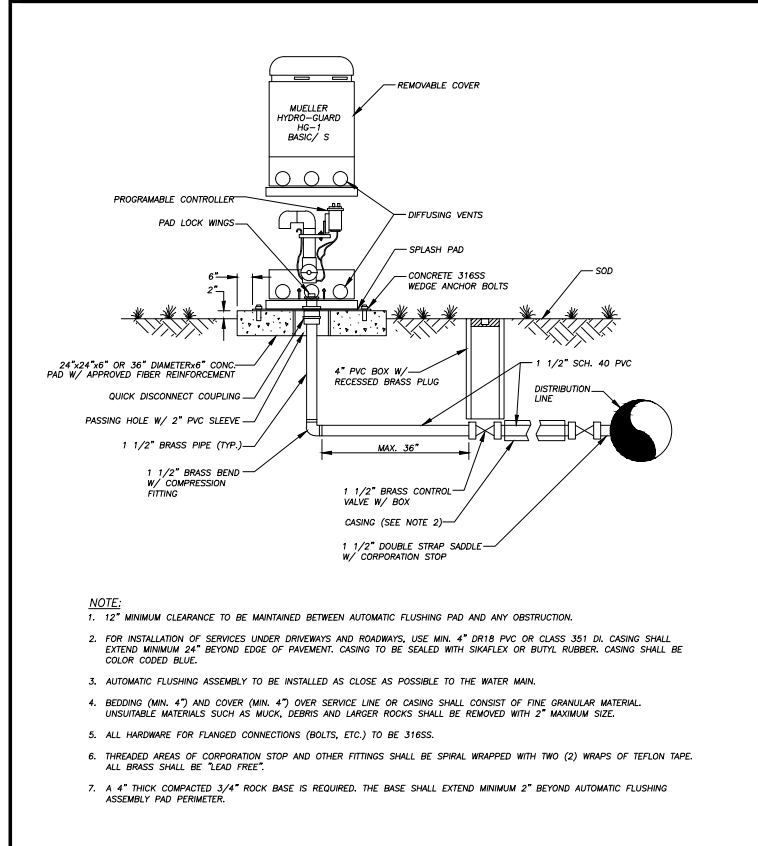 REMOVABLE COVER
MUELLER
HYDRO-GUARD
HG-1
BASIC/ S
PROGRAMABLE CONTROLLER
PAD LOCK WINGS
DIFFUSING VENTS
SPLASH PAD
6"
2"
CONCRETE 316SS
WEDGE ANCHOR BOLTS
SOD
24"x24"x6" OR 36" DIAMETERx6" CONC.
PAD W/ APPROVED FIBER REINFORCEMENT
QUICK DISCONNECT COUPLING
PASSING HOLE W/ 2" PVC SLEEVE
1 1/2" BRASS PIPE (TYP.)
1 1/2" BRASS BEND
W/ COMPRESSION
FITTING
4" PVC BOX W/
RECESSED BRASS PLUG
1 1/2" SCH. 40 PVC
DISTRIBUTION
LINE
MAX. 36"
1 1/2" BRASS CONTROL
VALVE W/ BOX
CASING (SEE NOTE 2)
1 1/2" DOUBLE STRAP SADDLE
W/ CORPORATION STOP
NOTE:
1. 12" MINIMUM CLEARANCE TO BE MAINTAINED BETWEEN AUTOMATIC FLUSHING PAD AND ANY OBSTRUCTION.
2. FOR INSTALLATION OF SERVICES UNDER DRIVEWAYS AND ROADWAYS, USE MIN. 4" DR18 PVC OR CLASS 351 DI. CASING SHALL
EXTEND MINIMUM 24" BEYOND EDGE OF PAVEMENT. CASING TO BE SEALED WITH SIKAFLEX OR BUTYL RUBBER. CASING SHALL BE
COLOR CODED BLUE.
3. AUTOMATIC FLUSHING ASSEMBLY TO BE INSTALLED AS CLOSE AS POSSIBLE TO THE WATER MAIN.
4. BEDDING (MIN. 4") AND COVER (MIN. 4") OVER SERVICE LINE OR CASING SHALL CONSIST OF FINE GRANULAR MATERIAL.
UNSUITABLE MATERIALS SUCH AS MUCK, DEBRIS AND LARGER ROCKS SHALL BE REMOVED WITH 2" MAXIMUM SIZE.
5. ALL HARDWARE FOR FLANGED CONNECTIONS (BOLTS, ETC.) TO BE 316SS.
6. THREADED AREAS OF CORPORATION STOP AND OTHER FITTINGS SHALL BE SPIRAL WRAPPED WITH TWO (2) WRAPS OF TEFLON TAPE.
ALL BRASS SHALL BE "LEAD FREE".
7. A 4" THICK COMPACTED 3/4" ROCK BASE IS REQUIRED. THE BASE SHALL EXTEND MINIMUM 2" BEYOND AUTOMATIC FLUSHING
ASSEMBLY PAD PERIMETER.